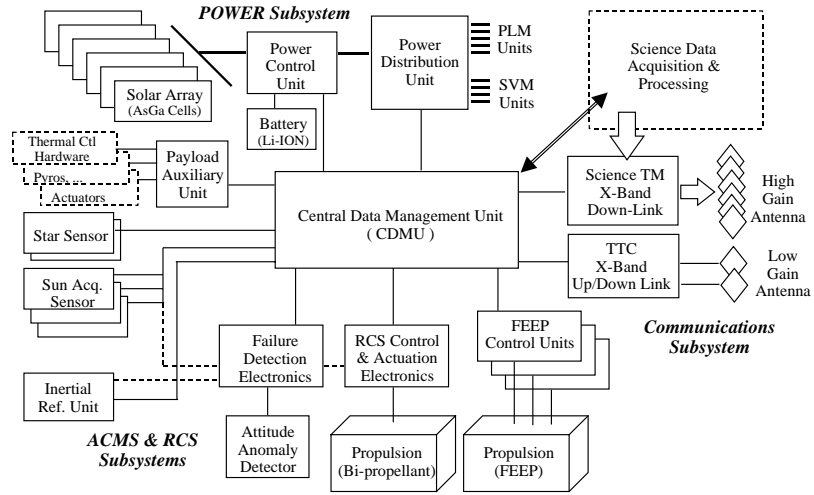 POWER Subsystem
Power
Control
Unit
Power
Distribution
Unit
PLM
Units
SVM
Units
Science Data
Acquisition &
Processing
Solar Array
(AsGa Cells)
Battery
(Li-ION)
Thermal Ctl
Hardware
Pyros, ...
Actuators
Payload
Auxiliary
Unit
Central Data Management Unit
( CDMU )
Science TM
X-Band
Down-Link
High
Gain
Antenna
Star Sensor
TTC
X-Band
Up/Down Link
Low
Gain
Antenna
Sun Acq.
Sensor
Communications
Subsystem
Failure
Detection
Electronics
RCS Control
& Actuation
Electronics
FEEP
Control Units
Inertial
Ref. Unit
ACMS & RCS
Subsystems
Attitude
Anomaly
Detector
Propulsion
(Bi-propellant)
Propulsion
(FEEP)